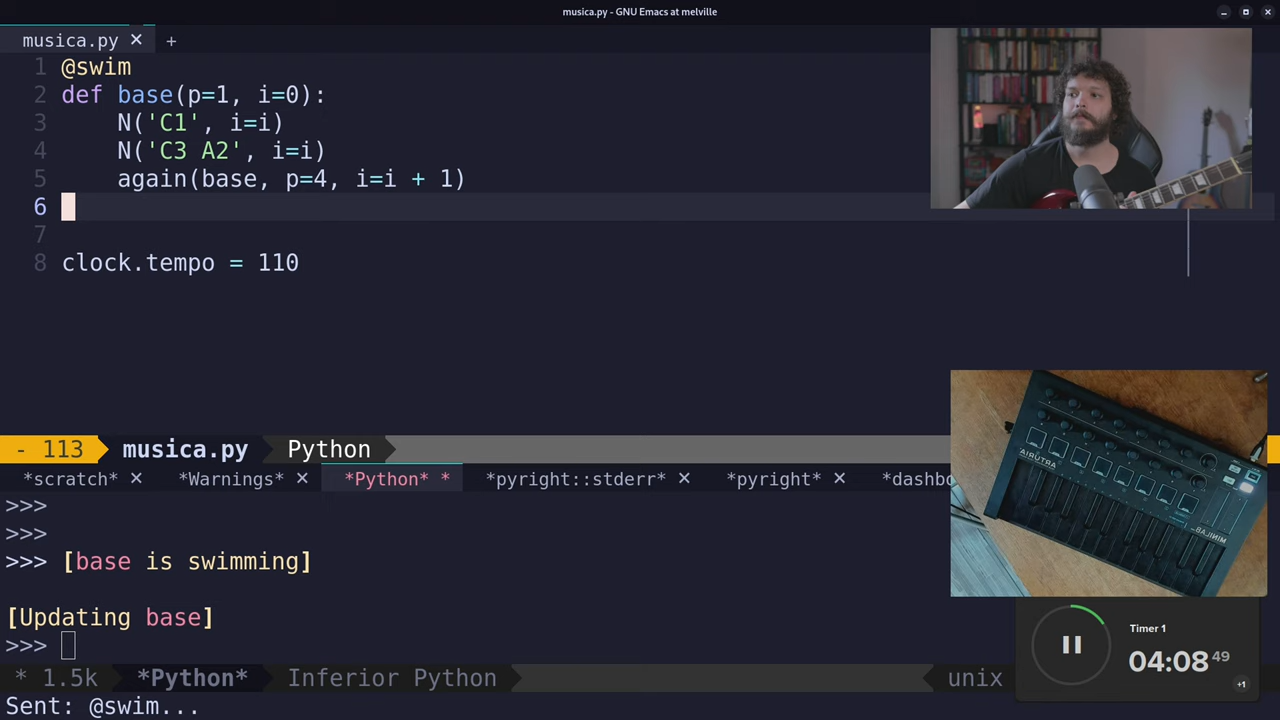 musica.py - GNU Emacs at melville
musica.py ✕ +
1 @swim
2 def base(p=1, i=0):
3 N('C1', i=i)
4 N('C3 A2', i=i)
5 again(base, p=4, i=i + 1)
6
7
8 clock.tempo = 110
- 113 musica.py Python
*scratch* ✕ *Warnings* ✕ *Python* * *pyright::stderr* ✕ *pyright* ✕ *dashbo
>>>
>>>
>>> [base is swimming]
[Updating base]
>>>
* 1.5k *Python* Inferior Python unix
Sent: @swim...
ARTURIA
MINILAB
Timer 1
04:08 49
+1